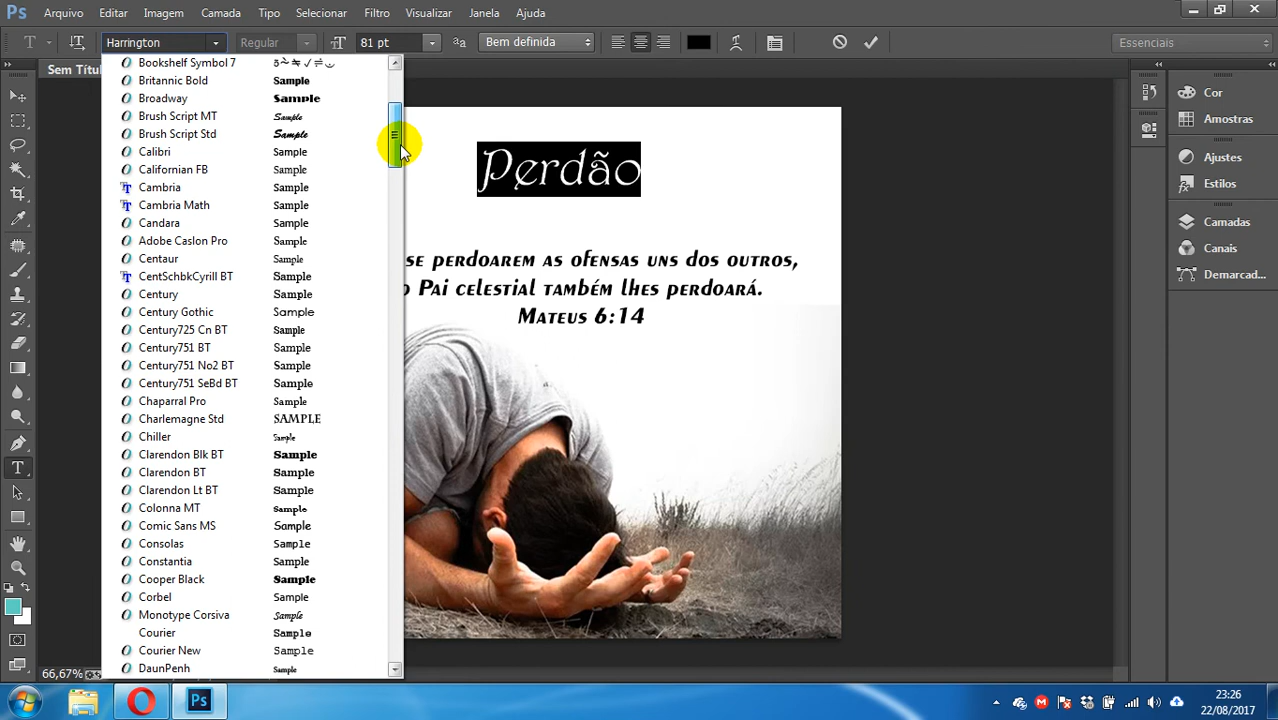 Ps Arquivo Editar Imagem Camada Tipo Selecionar Filtro Visualizar Janela Ajuda
T Harrington Regular 81 pt aa Bem definida Essenciais
Sem Títu
Bookshelf Symbol 7
Britannic Bold Sample
Broadway Sample
Brush Script MT Sample
Brush Script Std Sample
Calibri Sample
Californian FB Sample
Cambria Sample
Cambria Math Sample
Candara Sample
Adobe Caslon Pro Sample
Centaur Sample
CentSchbkCyrill BT Sample
Century Sample
Century Gothic Sample
Century725 Cn BT Sample
Century751 BT Sample
Century751 No2 BT Sample
Century751 SeBd BT Sample
Chaparral Pro Sample
Charlemagne Std SAMPLE
Chiller Sample
Clarendon Blk BT Sample
Clarendon BT Sample
Clarendon Lt BT Sample
Colonna MT Sample
Comic Sans MS Sample
Consolas Sample
Constantia Sample
Cooper Black Sample
Corbel Sample
Monotype Corsiva Sample
Courier Sample
Courier New Sample
DaunPenh Sample
Perdão
se perdoarem as ofensas uns dos outros,
o Pai celestial também lhes perdoará.
Mateus 6:14
Cor
Amostras
Ajustes
Estilos
Camadas
Canais
Demarcad...
66,67%
Ps
23:26
22/08/2017